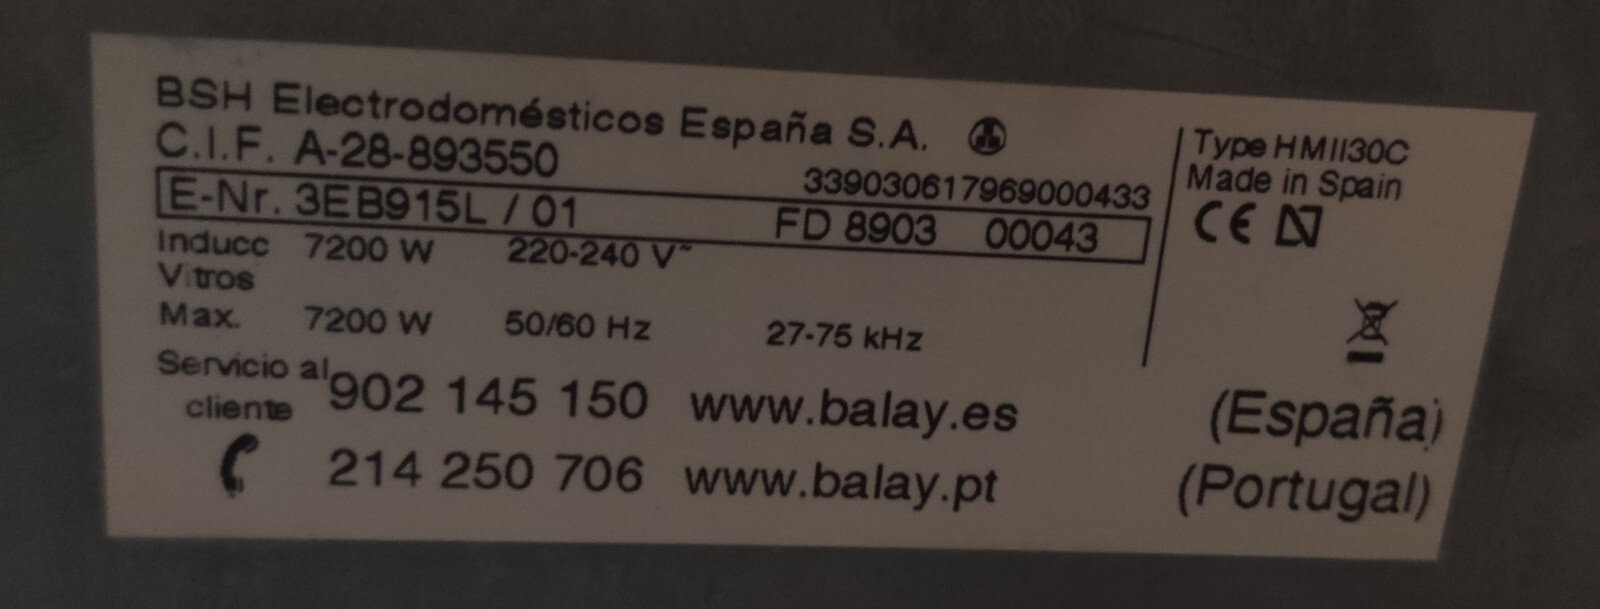 BSH Electrodomésticos España S.A.
C.I.F. A-28-893550
339030617969000433
E-Nr. 3EB915L / 01 FD 8903 00043
Inducc 7200 W 220-240 V~
Vitros
Max. 7200 W 50/60 Hz 27-75 kHz
Type HMII30C
Made in Spain
CE
Servicio al cliente
902 145 150 www.balay.es (España)
214 250 706 www.balay.pt (Portugal)